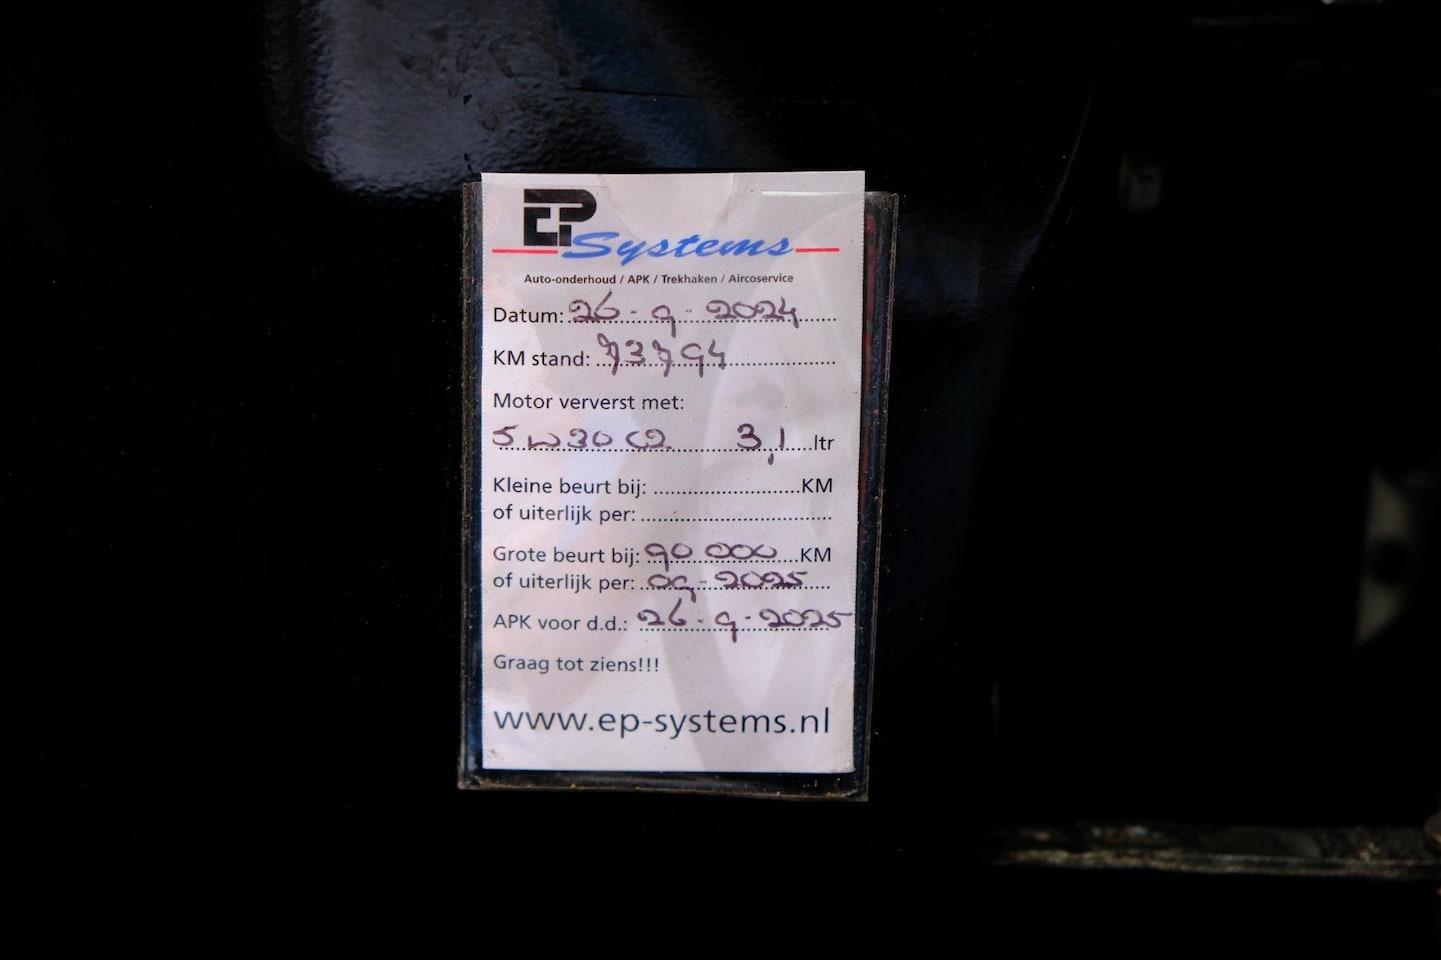 EP
Systems
Auto-onderhoud / APK / Trekhaken / Aircoservice
Datum: 26-9-2024
KM stand: 73794
Motor ververst met:
5W30 C2 3,1 ltr
Kleine beurt bij: ........................... KM
of uiterlijk per: ...................................
Grote beurt bij: 90 000 KM
of uiterlijk per: 09-2025
APK voor d.d.: 26-9-2025
Graag tot ziens!!!
www.ep-systems.nl